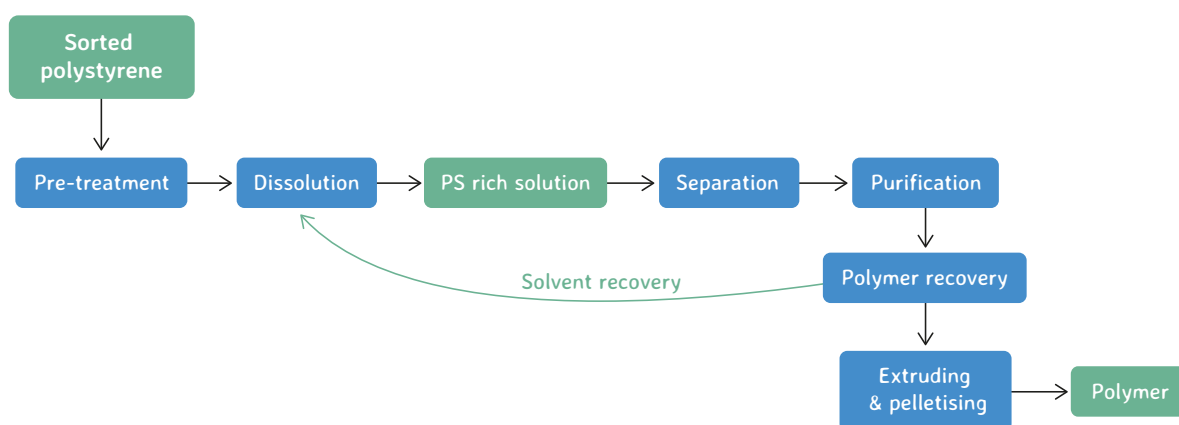 Sorted
polystyrene
Pre-treatment
Dissolution
PS rich solution
Separation
Purification
Solvent recovery
Polymer recovery
Extruding
& pelletising
Polymer